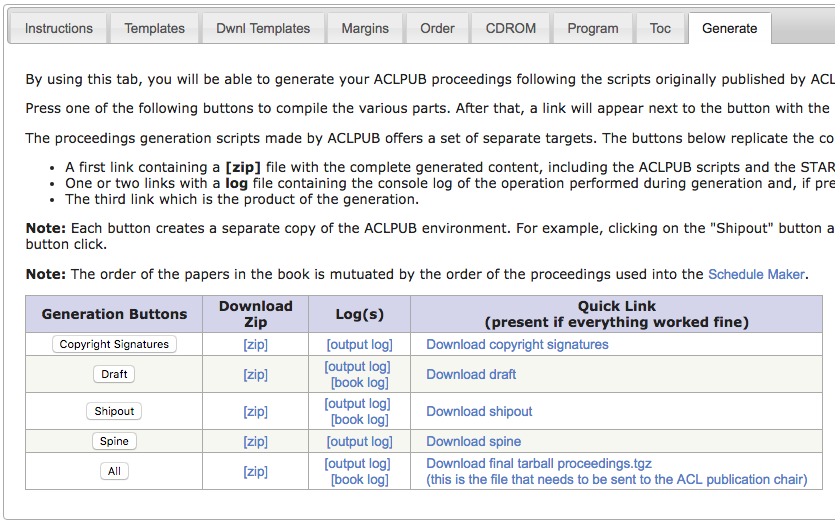 Instructions Templates Dwnl Templates Margins Order CDROM Program Toc Generate
By using this tab, you will be able to generate your ACLPUB proceedings following the scripts originally published by ACL
Press one of the following buttons to compile the various parts. After that, a link will appear next to the button with the
The proceedings generation scripts made by ACLPUB offers a set of separate targets. The buttons below replicate the co
• A first link containing a [zip] file with the complete generated content, including the ACLPUB scripts and the STAR
• One or two links with a log file containing the console log of the operation performed during generation and, if pre
• The third link which is the product of the generation.
Note: Each button creates a separate copy of the ACLPUB environment. For example, clicking on the "Shipout" button a
button click.
Note: The order of the papers in the book is mutuated by the order of the proceedings used into the Schedule Maker.
Generation Buttons
Download
Zip
Log(s)
Quick Link
(present if everything worked fine)
Copyright Signatures [zip] [output log] Download copyright signatures
Draft [zip] [output log]
[book log]
Download draft
Shipout [zip] [output log]
[book log]
Download shipout
Spine [zip] [output log] Download spine
All [zip] [output log]
[book log]
Download final tarball proceedings.tgz
(this is the file that needs to be sent to the ACL publication chair)